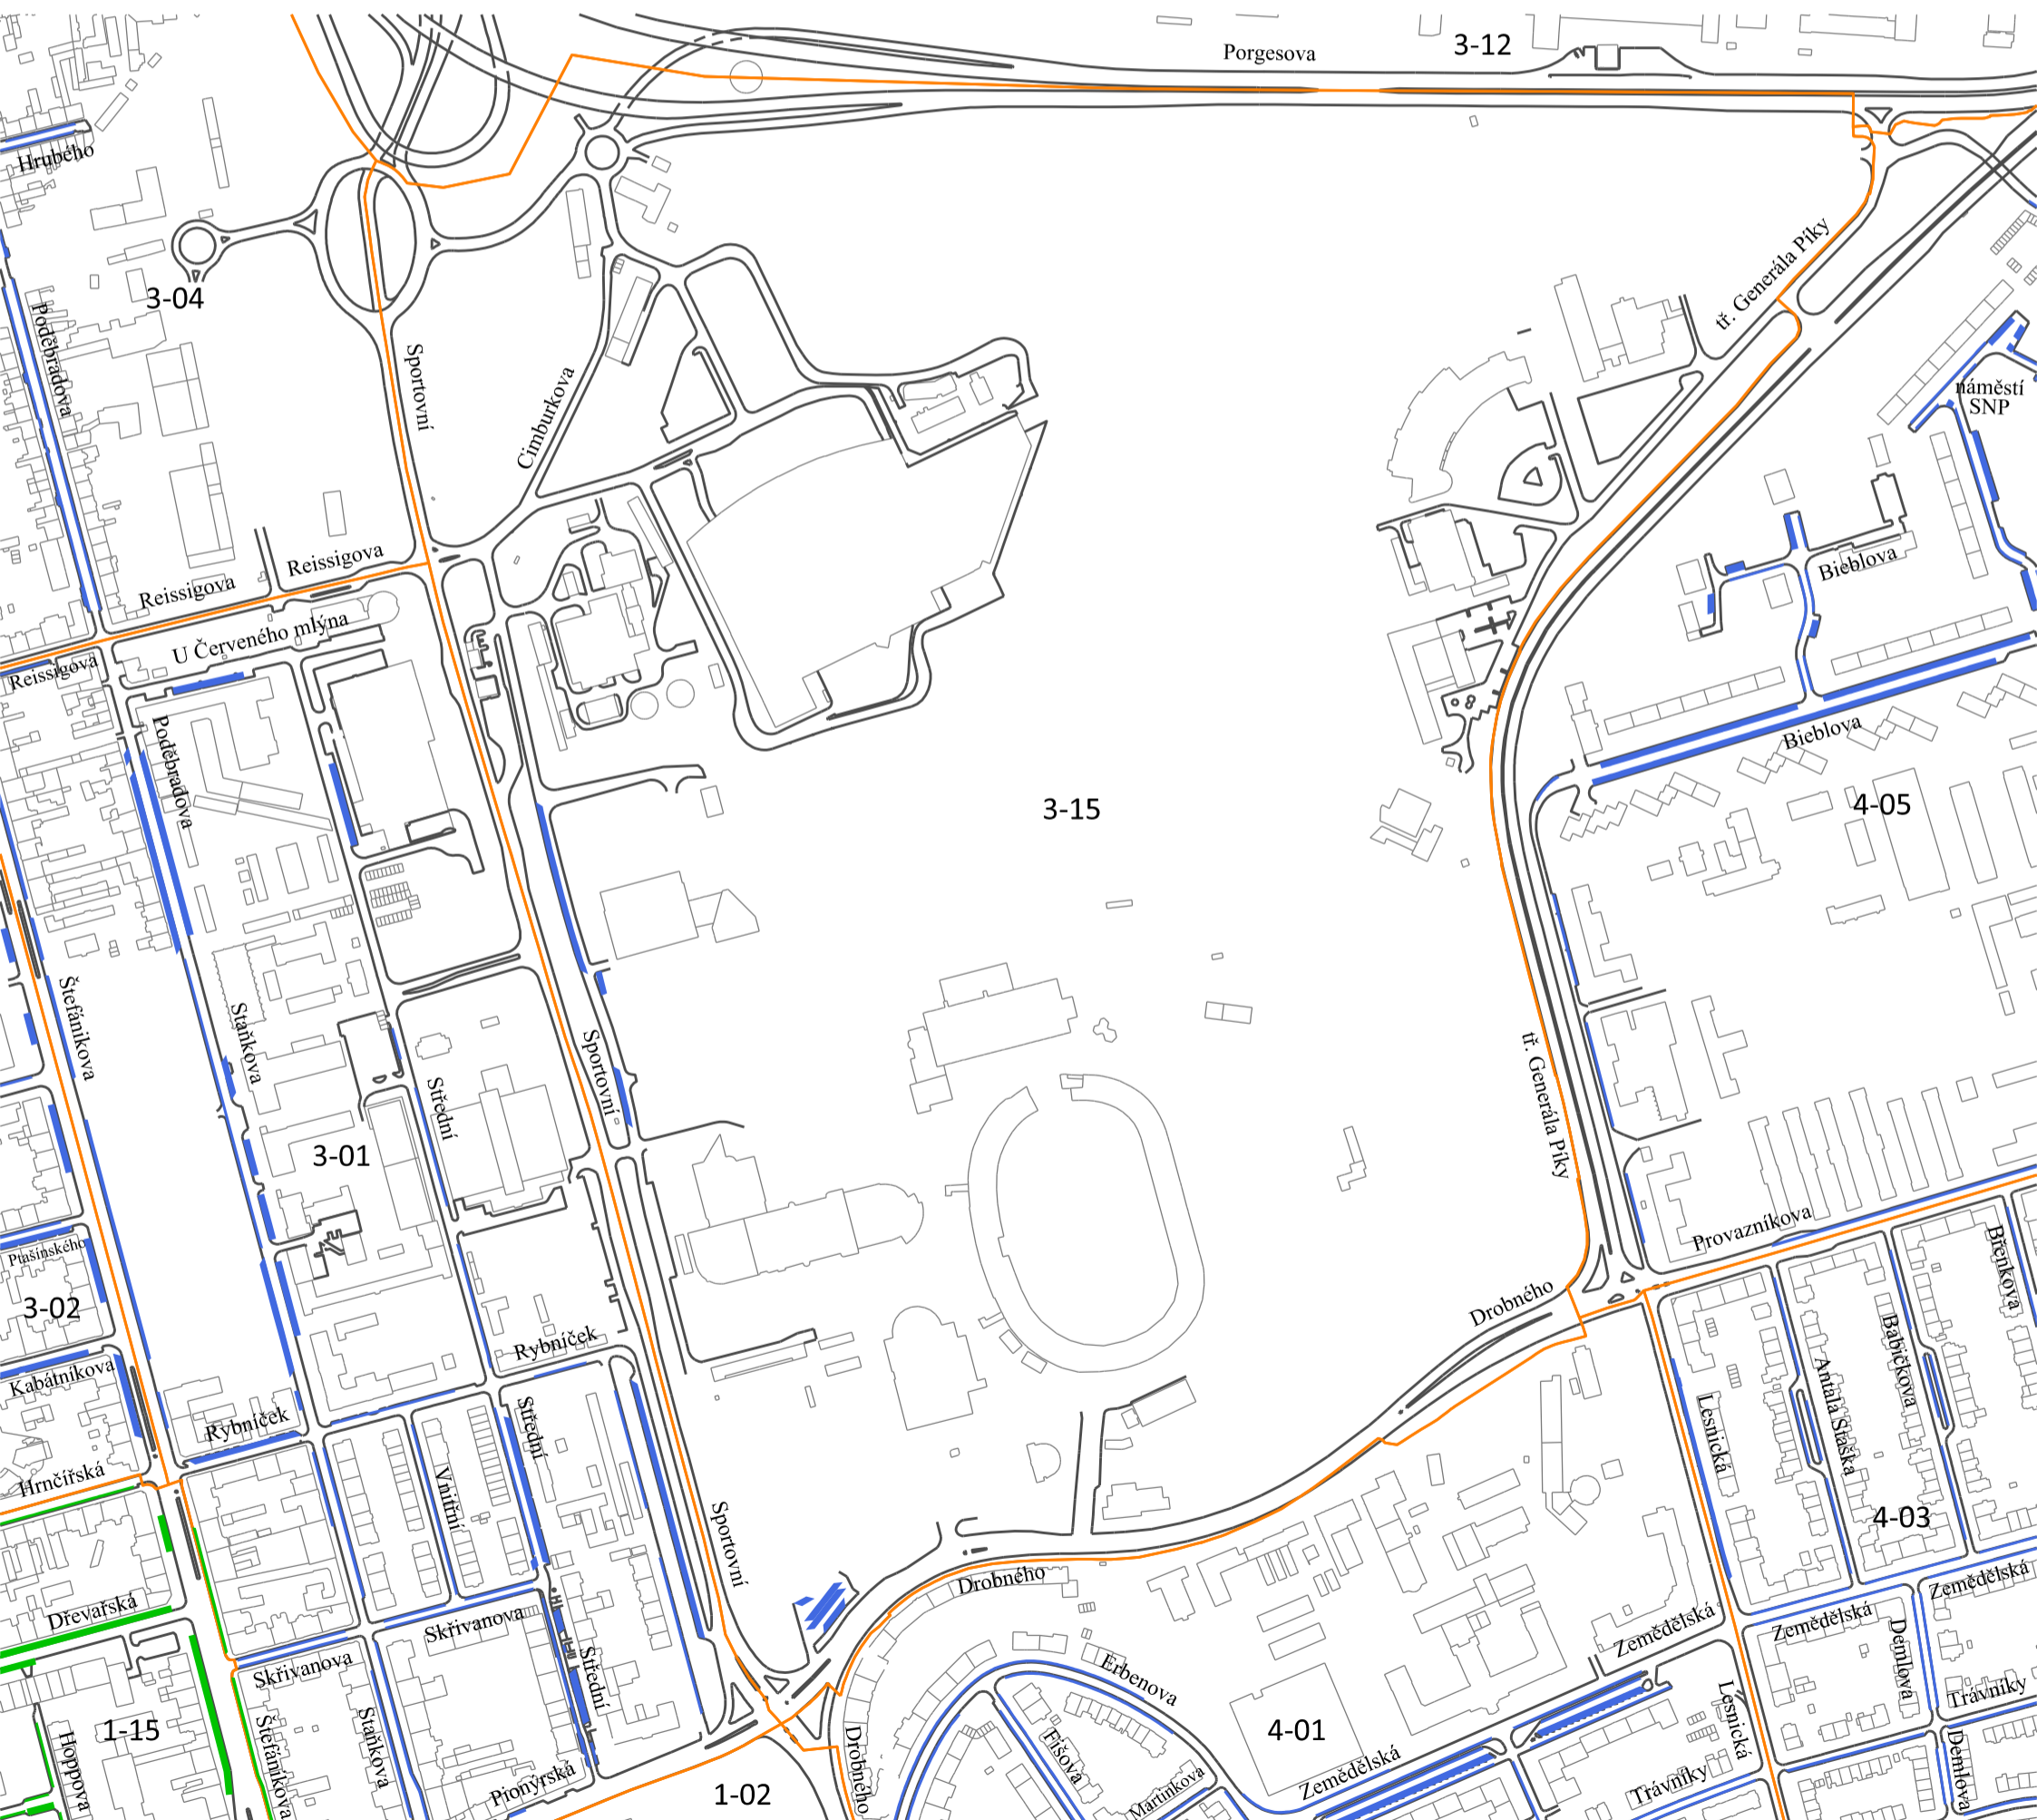 3-12
Porgesova
Hrubého
tř. Generála Píky
3-04
Poděbradova
Sportovní
Cimburkova
náměstí
SNP
Reissigova
Reissigova
Bieblova
U Červeného mlýna
Reissigova
Poděbradova
Bieblova
3-15
4-05
Štefánikova
Staňkova
Sportovní
Střední
tř. Generála Píky
3-01
Provazníkova
Ptašínského
Břenkova
3-02
Drobného
Rybníček
Babičkova
Kabátníkova
Antala Staška
Lesnická
Rybníček
Střední
Hrnčířská
Vnitřní
Sportovní
4-03
Drobného
Zemědělská
Dřevařská
Skřivanova
Zemědělská
Zemědělská
Demlova
Skřivanova
Střední
Erbenova
Trávníky
Lesnická
1-15
4-01
Hoppova
Štefánikova
Staňkova
Drobného
Fišova
Demlova
Zemědělská
Pionýrská
Martinkova
Trávníky
1-02